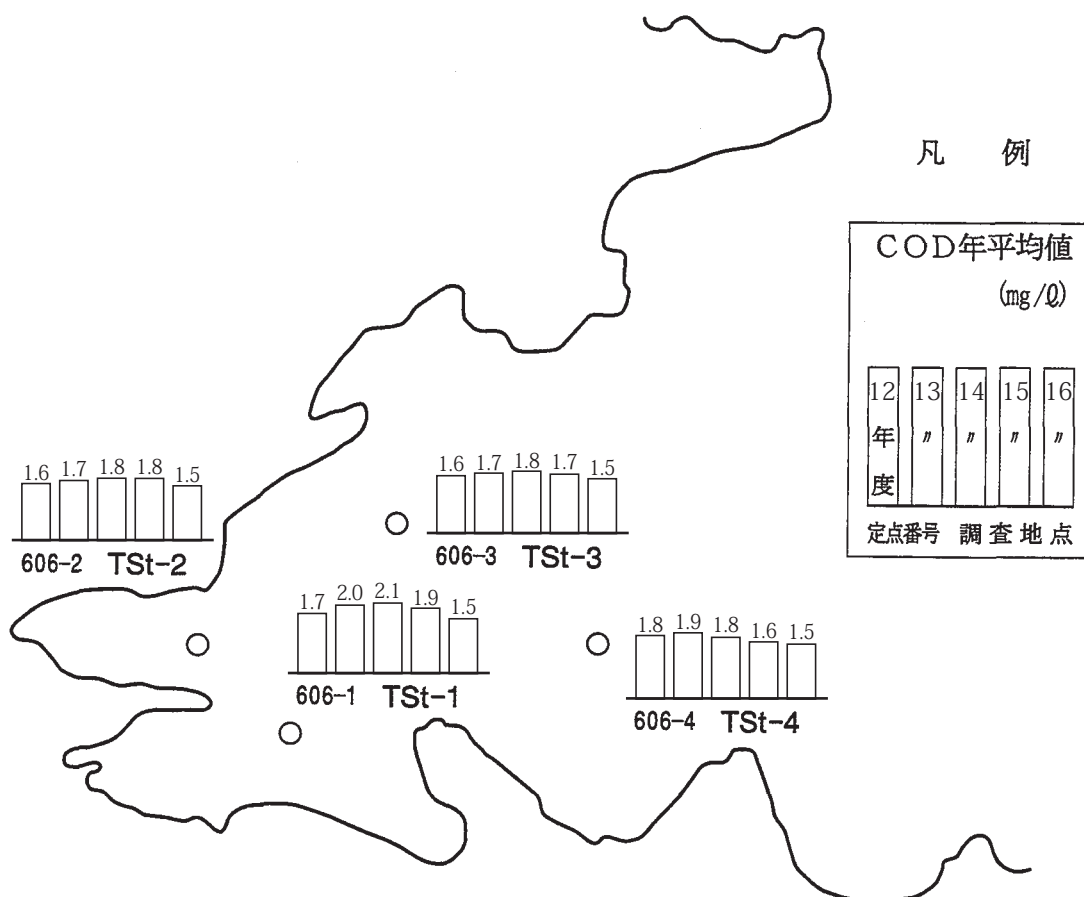 凡 例
COD年平均値
(mg/ℓ)
12 13 14 15 16
年 〃 〃 〃 〃
度
定点番号 調査地点
1.6 1.7 1.8 1.8 1.5
606-2 TSt-2
1.6 1.7 1.8 1.7 1.5
606-3 TSt-3
1.7 2.0 2.1 1.9 1.5
606-1 TSt-1
1.8 1.9 1.8 1.6 1.5
606-4 TSt-4